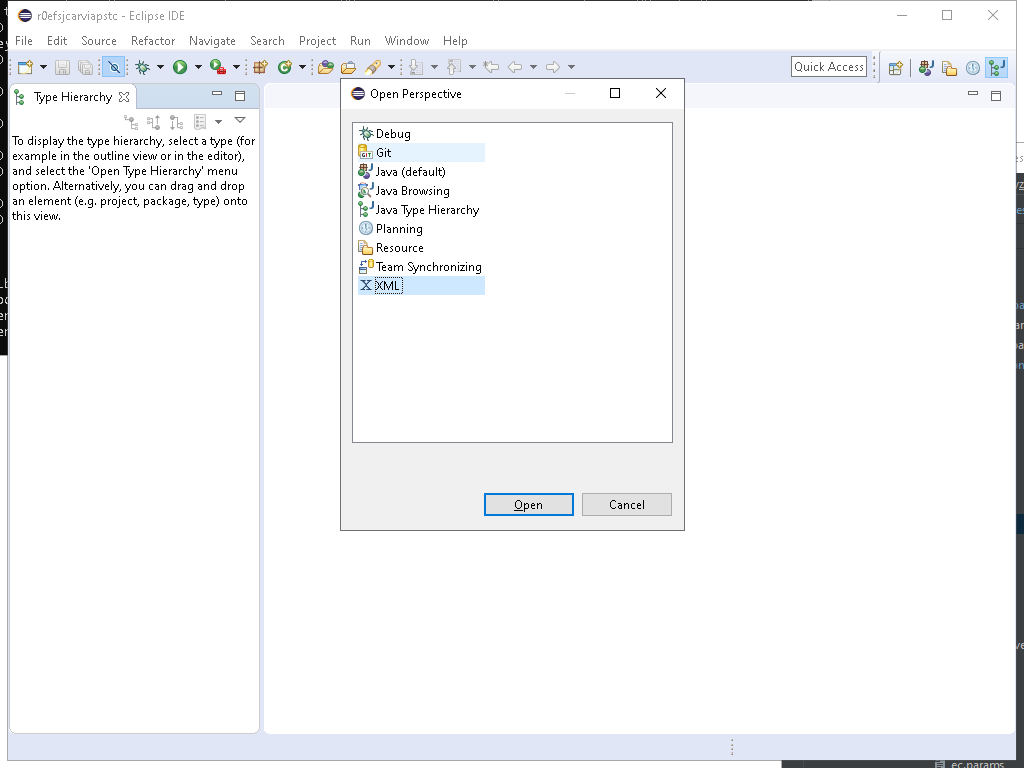 r0efsjcarviapstc - Eclipse IDE
File Edit Source Refactor Navigate Search Project Run Window Help
Quick Access
Type Hierarchy
To display the type hierarchy, select a type (for
example in the outline view or in the editor),
and select the 'Open Type Hierarchy' menu
option. Alternatively, you can drag and drop
an element (e.g. project, package, type) onto
this view.
Open Perspective
Debug
Git
Java (default)
Java Browsing
Java Type Hierarchy
Planning
Resource
Team Synchronizing
XML
Open Cancel
ec.params